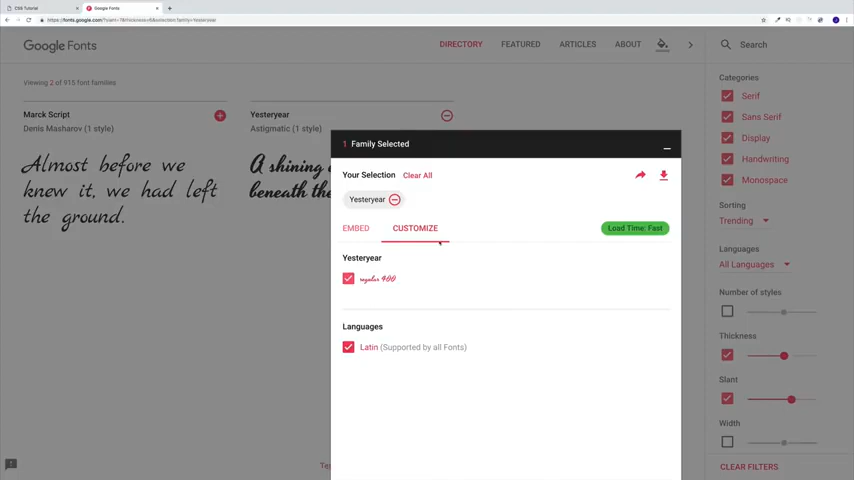 CSS Tutorial
Google Fonts
Google Fonts
DIRECTORY
FEATURED
ARTICLES
ABOUT
Search
Viewing 2 of 915 font families
Marck Script
Denis Masharov (1 style)
Almost before we
knew it, we had left
the ground.
Yesteryear
Astigmatic (1 style)
A shining
beneath the
1 Family Selected
Your Selection
Clear All
Yesteryear
EMBED
CUSTOMIZE
Load Time: Fast
Yesteryear
regular 400
Languages
Latin (Supported by all Fonts)
Categories
Serif
Sans Serif
Display
Handwriting
Monospace
Sorting
Trending
Languages
All Languages
Number of styles
Thickness
Slant
Width
CLEAR FILTERS